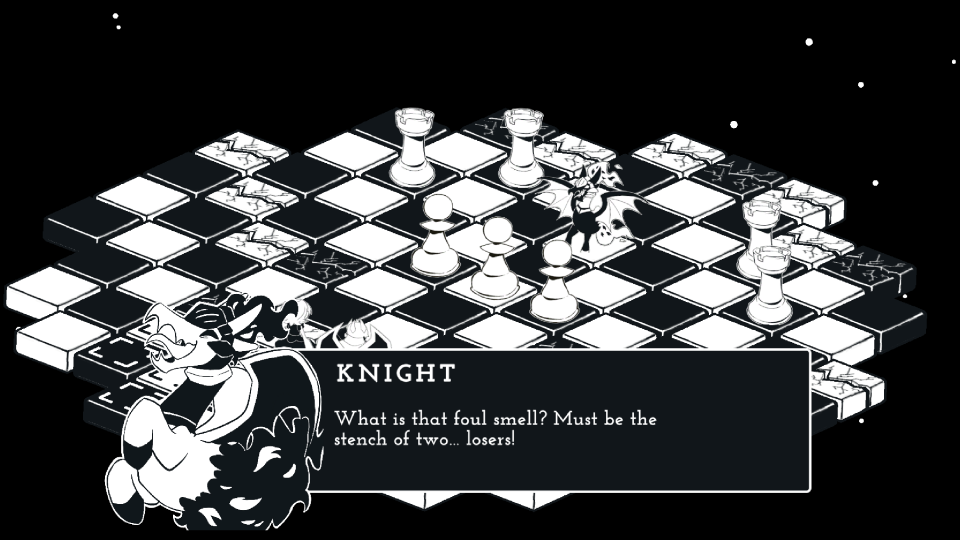 KNIGHT
What is that foul smell? Must be the
stench of two... losers!